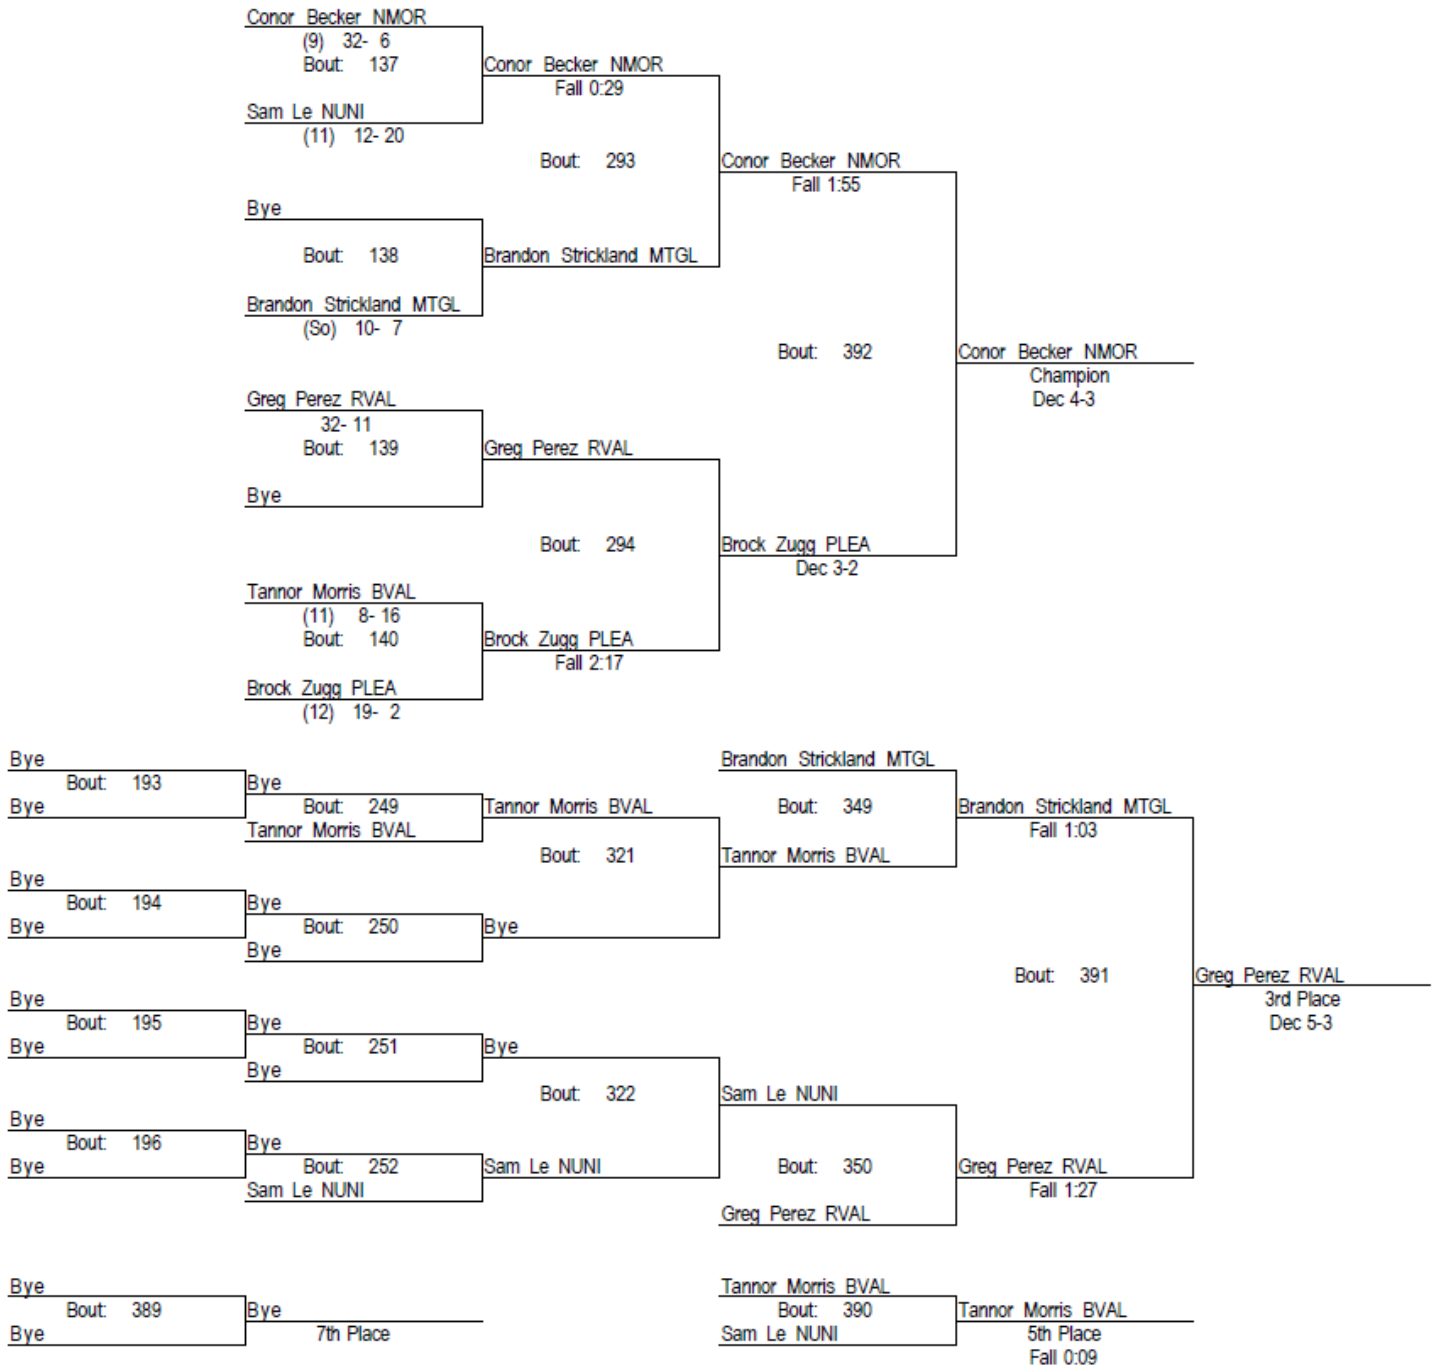 Conor Becker NMOR
(9) 32- 6
Bout: 137
Conor Becker NMOR
Fall 0:29
Sam Le NUNI
(11) 12- 20
Bout: 293
Conor Becker NMOR
Fall 1:55
Bye
Bout: 138
Brandon Strickland MTGL
Brandon Strickland MTGL
(So) 10- 7
Bout: 392
Conor Becker NMOR
Champion
Dec 4-3
Greg Perez RVAL
32- 11
Bout: 139
Greg Perez RVAL
Bye
Bout: 294
Brock Zugg PLEA
Dec 3-2
Tannor Morris BVAL
(11) 8- 16
Bout: 140
Brock Zugg PLEA
Fall 2:17
Brock Zugg PLEA
(12) 19- 2
Bye
Bout: 193
Bye
Bye
Bout: 249
Tannor Morris BVAL
Tannor Morris BVAL
Bout: 321
Brandon Strickland MTGL
Bout: 349
Tannor Morris BVAL
Brandon Strickland MTGL
Fall 1:03
Bye
Bout: 194
Bye
Bye
Bout: 250
Bye
Bye
Bout: 391
Greg Perez RVAL
3rd Place
Dec 5-3
Bye
Bout: 195
Bye
Bye
Bout: 251
Bye
Bye
Bout: 322
Sam Le NUNI
Bye
Bout: 196
Bye
Bye
Bout: 252
Sam Le NUNI
Sam Le NUNI
Bout: 350
Greg Perez RVAL
Greg Perez RVAL
Fall 1:27
Bye
Bout: 389
Bye
Bye
7th Place
Tannor Morris BVAL
Bout: 390
Sam Le NUNI
Tannor Morris BVAL
5th Place
Fall 0:09